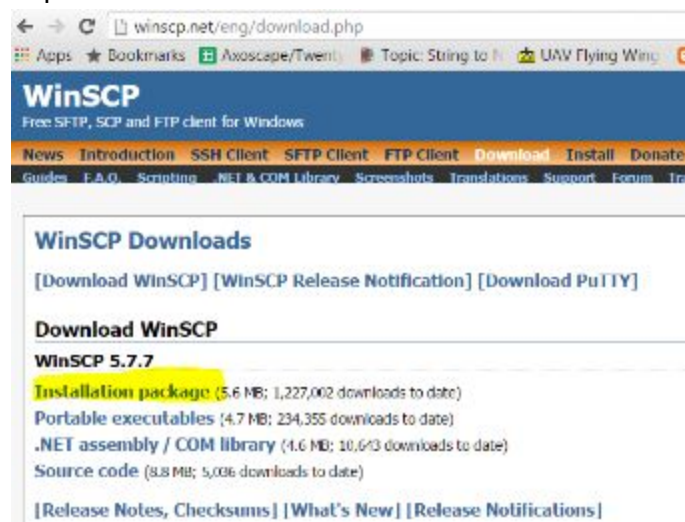 winscp.net/eng/download.php
Apps Bookmarks Axoscape/Twent Topic: String to N UAV Flying Wing
WinSCP
Free SFTP, SCP and FTP client for Windows
News Introduction SSH Client SFTP Client FTP Client Download Install Donate
Guides F.A.Q. Scripting .NET & COM Library Screenshots Translations Support Forum Tra
WinSCP Downloads
[Download WinSCP] [WinSCP Release Notification] [Download PuTTY]
Download WinSCP
WinSCP 5.7.7
Installation package (5.6 MB; 1,227,002 downloads to date)
Portable executables (4.7 MB; 234,355 downloads to date)
.NET assembly / COM library (4.6 MB; 10,643 downloads to date)
Source code (8.8 MB; 5,036 downloads to date)
[Release Notes, Checksums] [What's New] [Release Notifications]